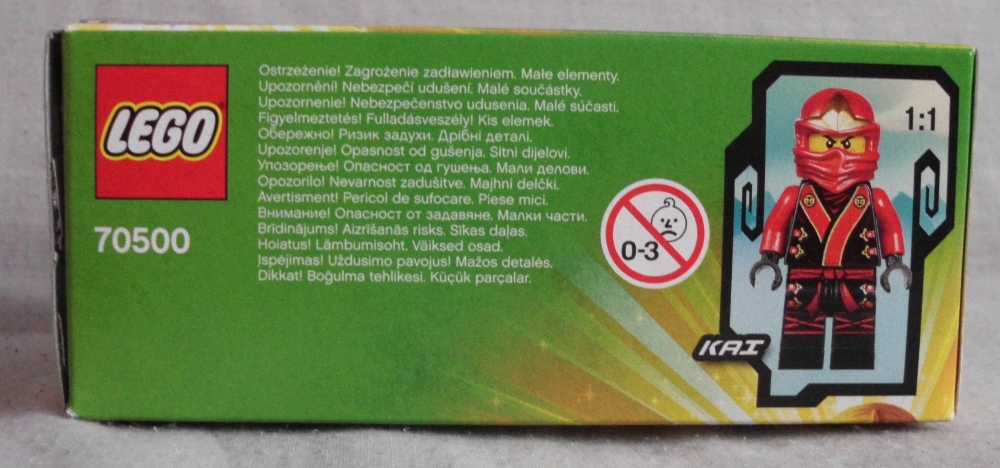 LEGO
70500
Ostrzeżenie! Zagrożenie zadławieniem. Małe elementy.
Upozornění! Nebezpečí udušení. Malé součástky.
Upozornenie! Nebezpečenstvo udusenia. Malé súčasti.
Figyelmeztetés! Fulladásveszély! Kis elemek.
Обережно! Ризик задухи. Дрібні деталі.
Upozorenje! Opasnost od gušenja. Sitni dijelovi.
Упозорење! Опасност од гушења. Мали делови.
Opozorilo! Nevarnost zadušitve. Majhni delčki.
Avertisment! Pericol de sufocare. Piese mici.
Внимание! Опасност от задавяне. Малки части.
Brīdinājums! Aizrīšanās risks. Sīkas daļas.
Hoiatus! Lämbumisoht. Väiksed osad.
Įspėjimas! Uždusimo pavojus! Mažos detalės.
Dikkat! Boğulma tehlikesi. Küçük parçalar.
0-3
1:1
KAI